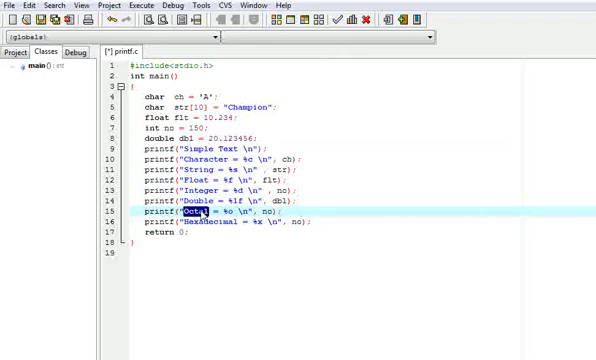 File Edit Search View Project Execute Debug Tools CVS Window Help
(globals)
Project Classes Debug
[*] printf.c
main() : int
1 #include<stdio.h>
2 int main()
3 {
4 char ch = 'A';
5 char str[10] = "Champion";
6 float flt = 10.234;
7 int no = 150;
8 double dbl = 20.123456;
9 printf("Simple Text \n");
10 printf("Character = %c \n", ch);
11 printf("String = %s \n" , str);
12 printf("Float = %f \n", flt);
13 printf("Integer = %d \n" , no);
14 printf("Double = %lf \n", dbl);
15 printf("Octal = %o \n", no);
16 printf("Hexadecimal = %x \n", no);
17 return 0;
18 }
19